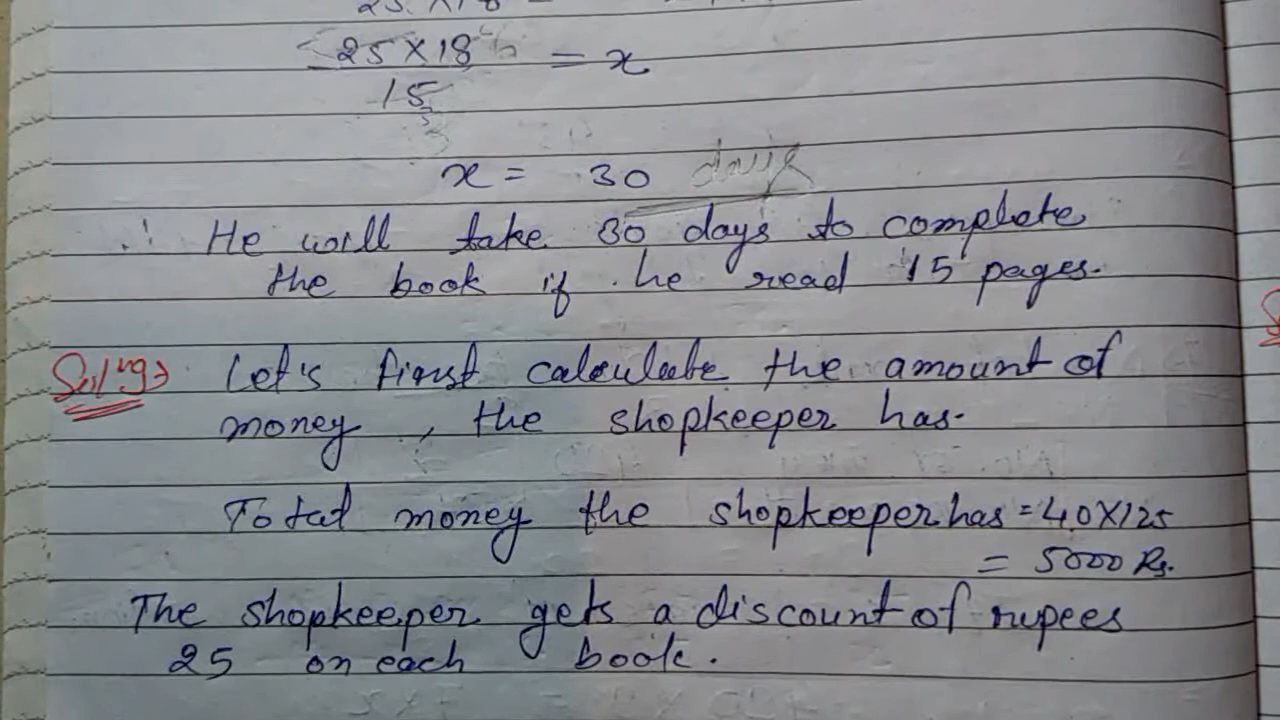 25 × 18 = x
15
x = 30 days
∴ He will take 30 days to complete
the book if he read 15 pages.
Let's first calculate the amount of
money, the shopkeeper has.
Total money the shopkeeper has = 40 × 125
= 5000 Rs.
The shopkeeper gets a discount of rupees
25 on each book.